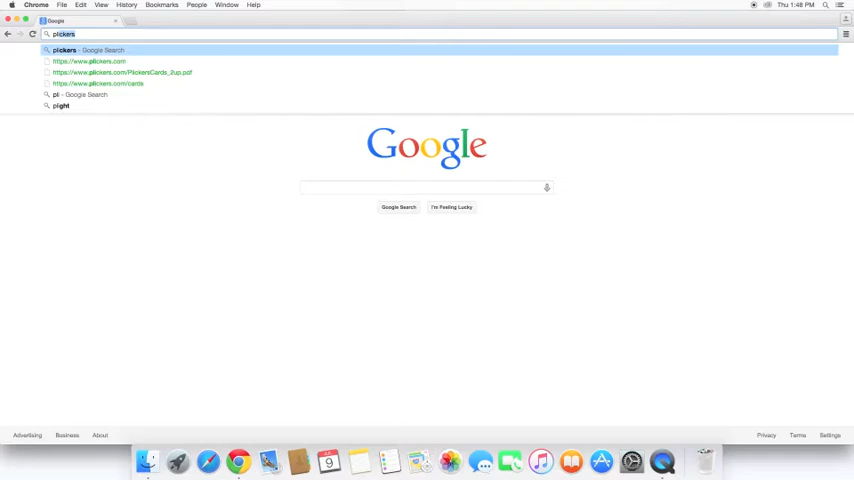 Chrome File Edit View History Bookmarks People Window Help Thu 1:48 PM
Google
plickers
plickers - Google Search
https://www.plickers.com
https://www.plickers.com/PlickersCards_2up.pdf
https://www.plickers.com/cards
pli - Google Search
plight
Google
Google Search I'm Feeling Lucky
Advertising Business About Privacy Terms Settings
9